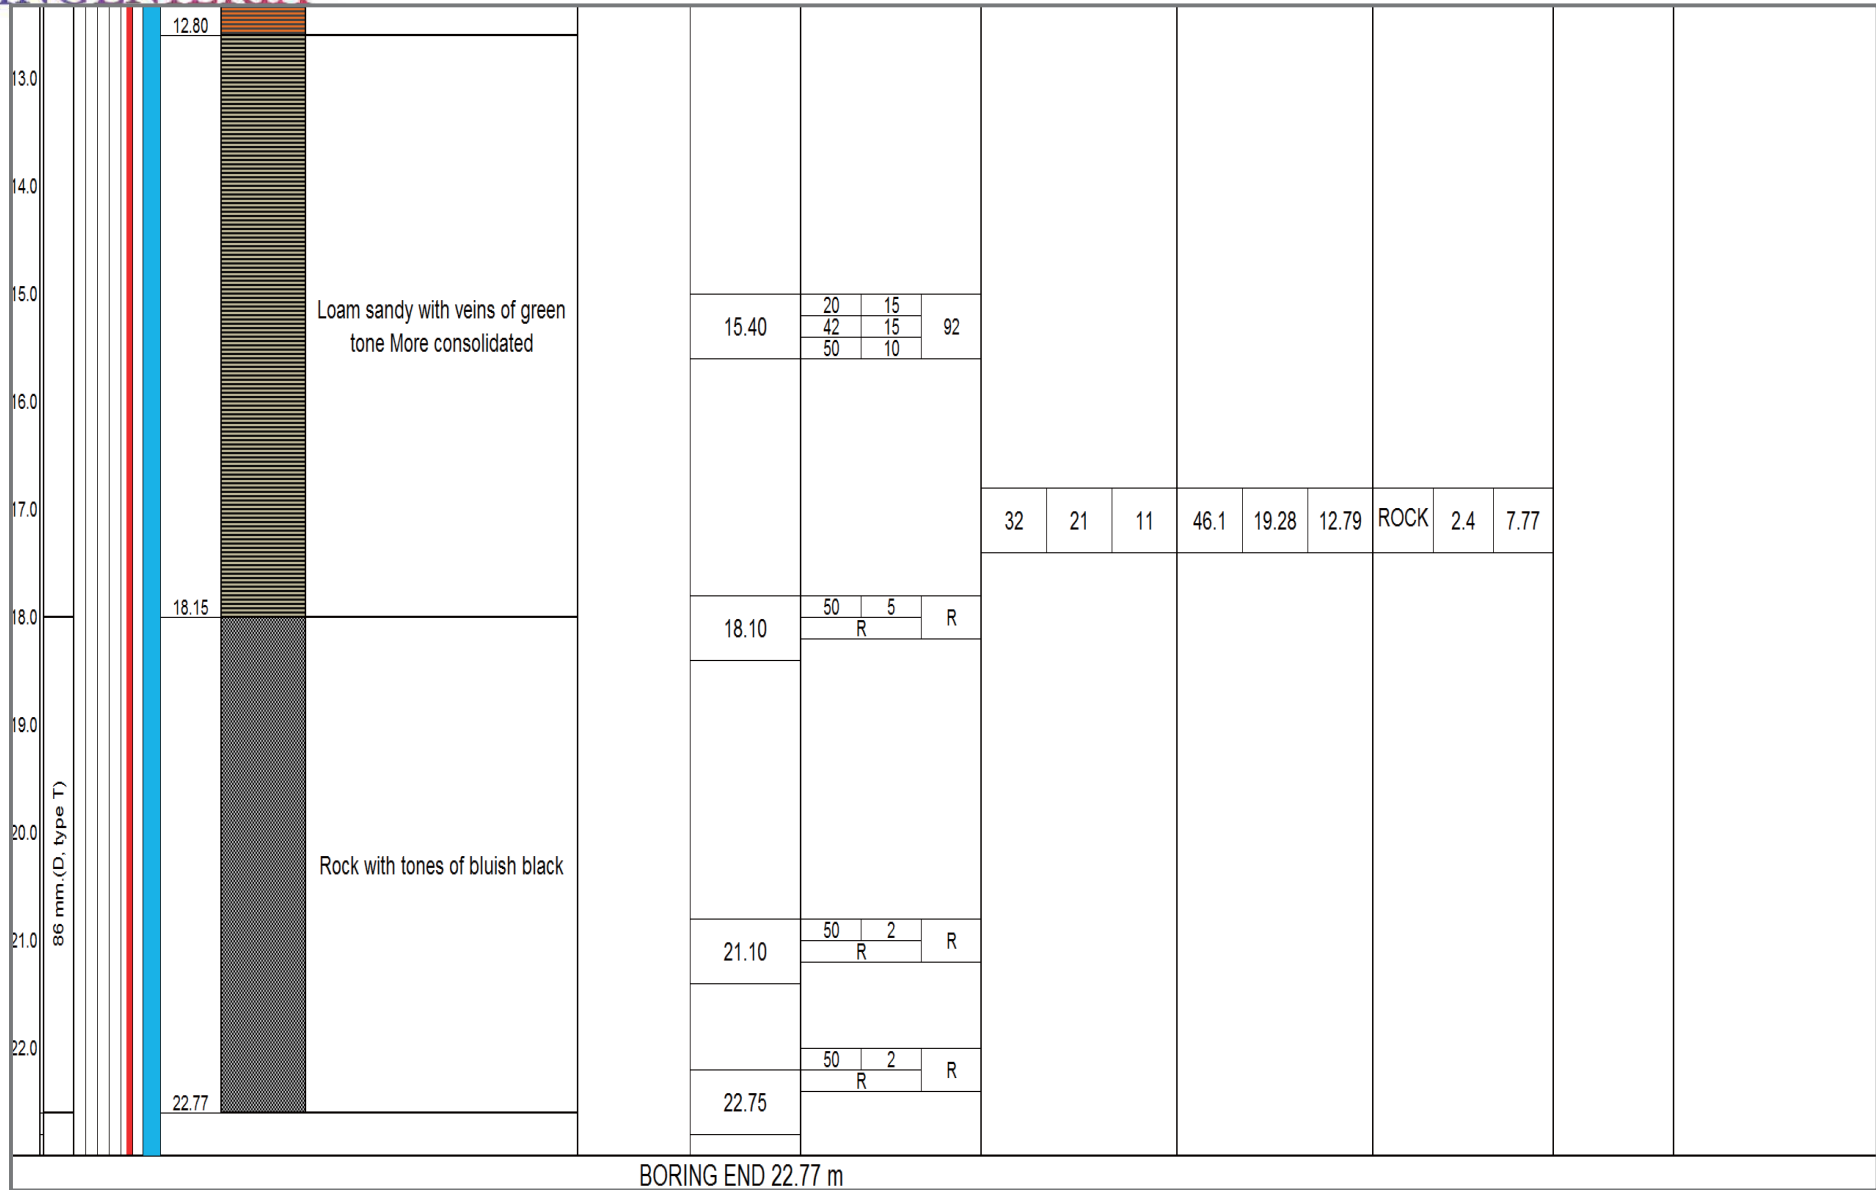 12.80
13.0
14.0
15.0
Loam sandy with veins of green
tone More consolidated
15.40
20 15
42 15
50 10
92
16.0
17.0
32 21 11 46.1 19.28 12.79 ROCK 2.4 7.77
18.0
18.15
18.10
50 5
R
R
19.0
86 mm.(D, type T)
20.0
Rock with tones of bluish black
21.0
21.10
50 2
R
R
22.0
50 2
R
R
22.75
22.77
BORING END 22.77 m